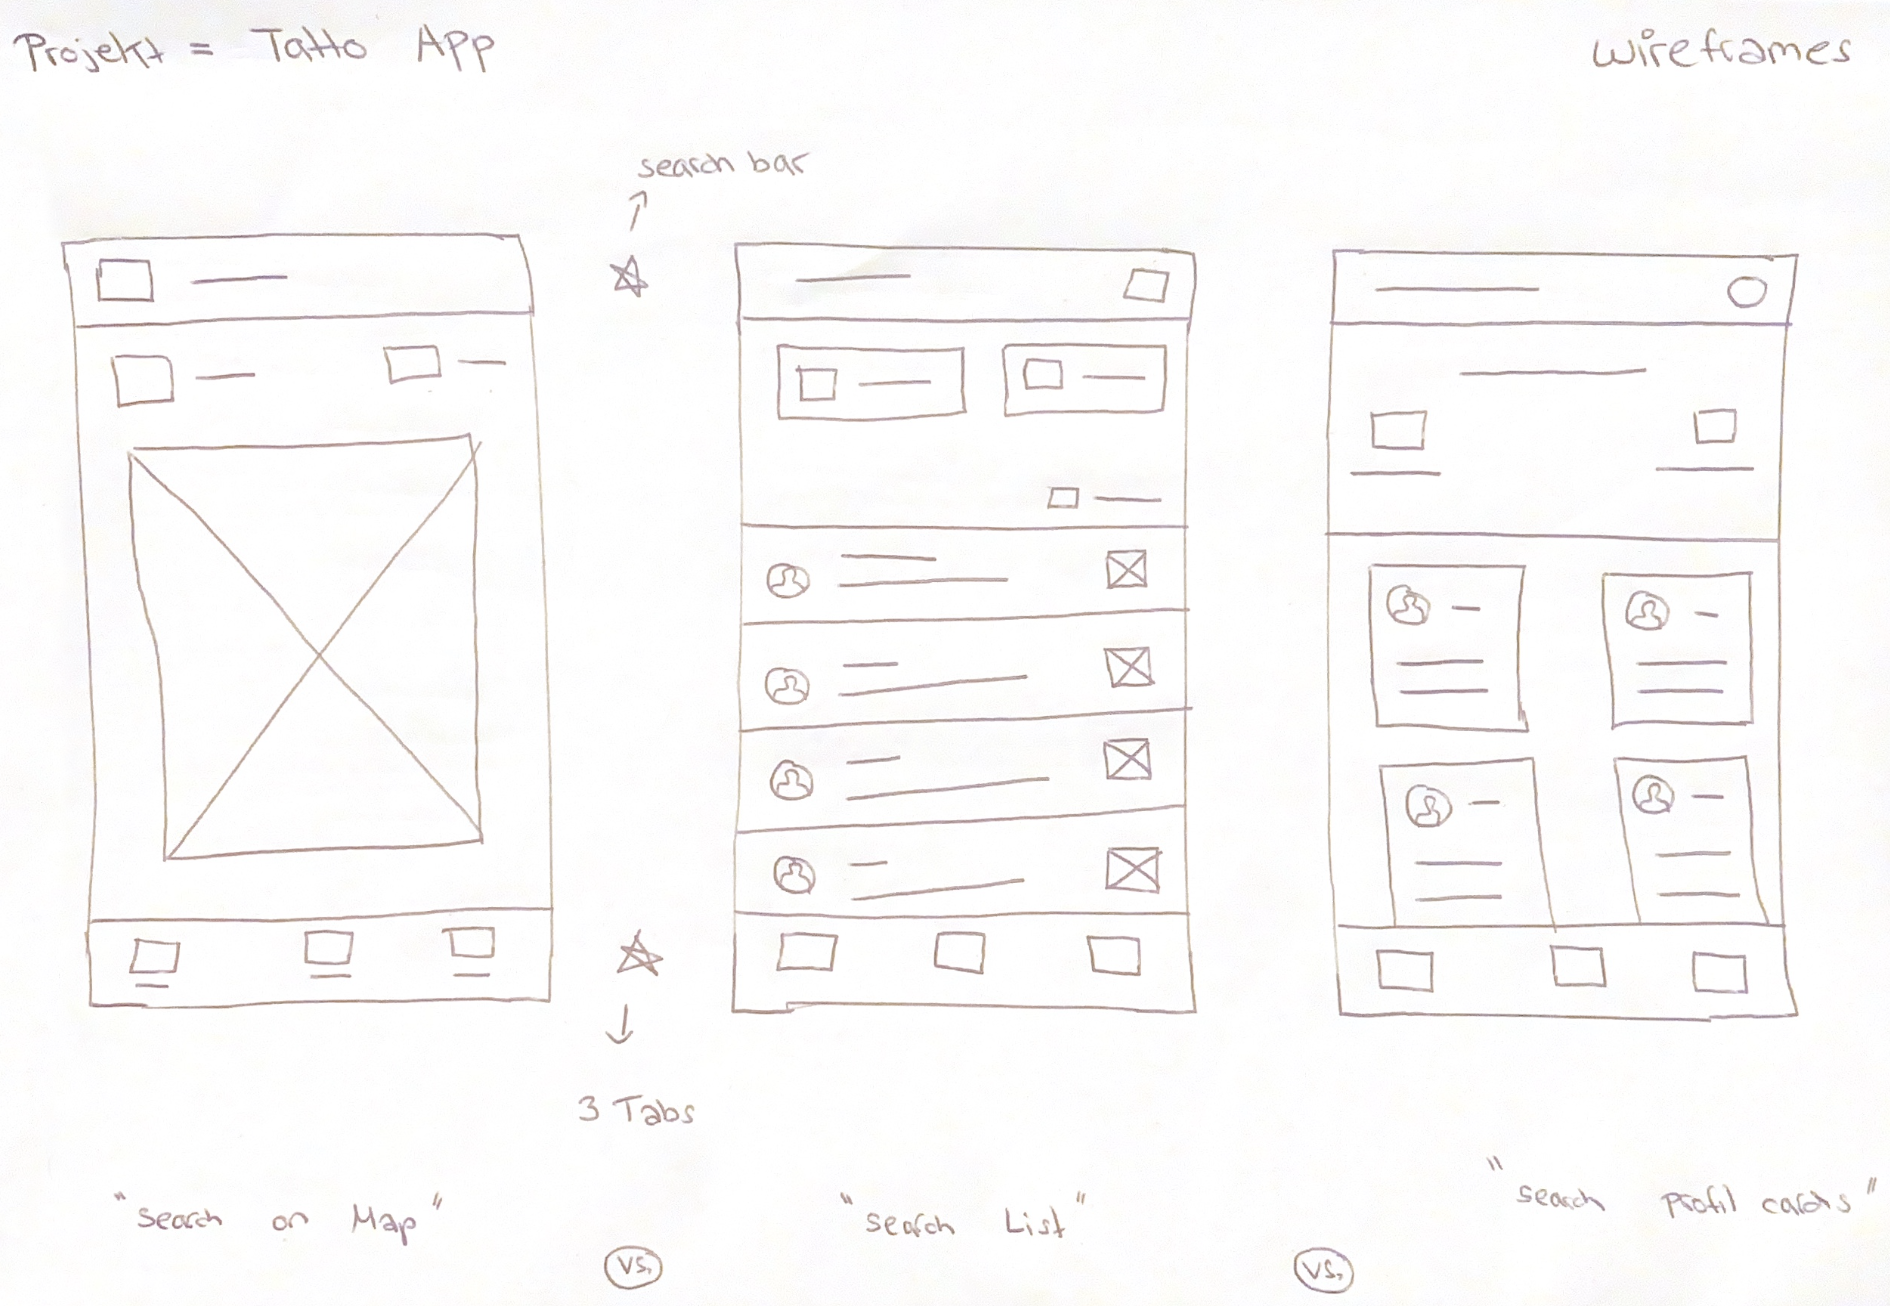 Projekt = Tatto App
wireframes
search bar
3 Tabs
"search on Map"
vs.
"search List"
vs.
"search profil cards"